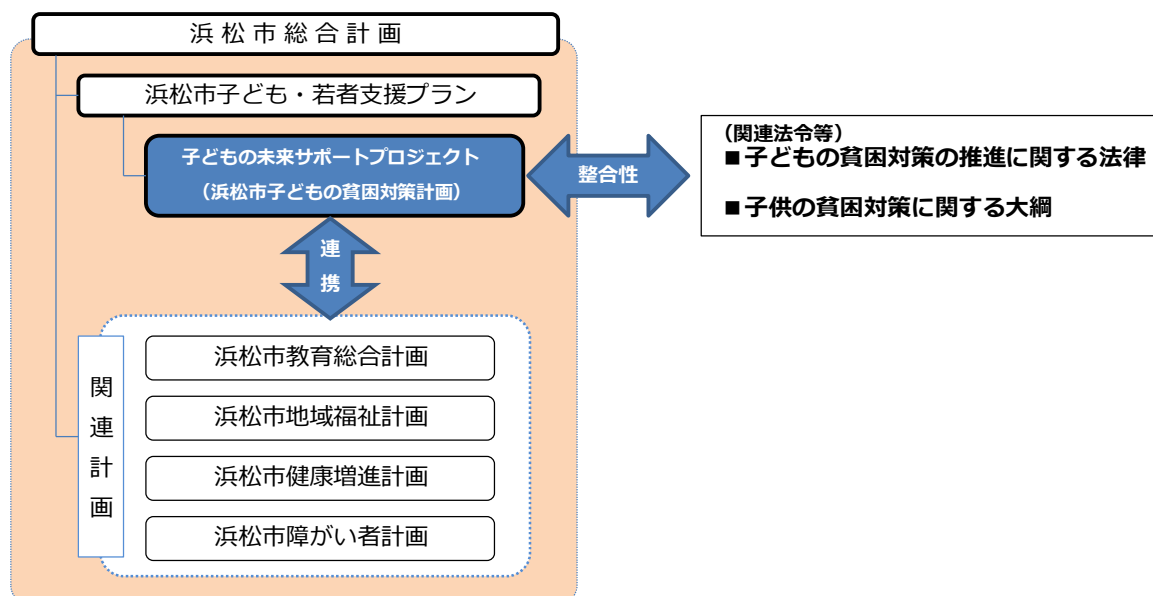 浜松市総合計画
浜松市子ども・若者支援プラン
子どもの未来サポートプロジェクト
（浜松市子どもの貧困対策計画）
整合性
（関連法令等）
■子どもの貧困対策の推進に関する法律
■子供の貧困対策に関する大綱
連携
関連計画
浜松市教育総合計画
浜松市地域福祉計画
浜松市健康増進計画
浜松市障がい者計画